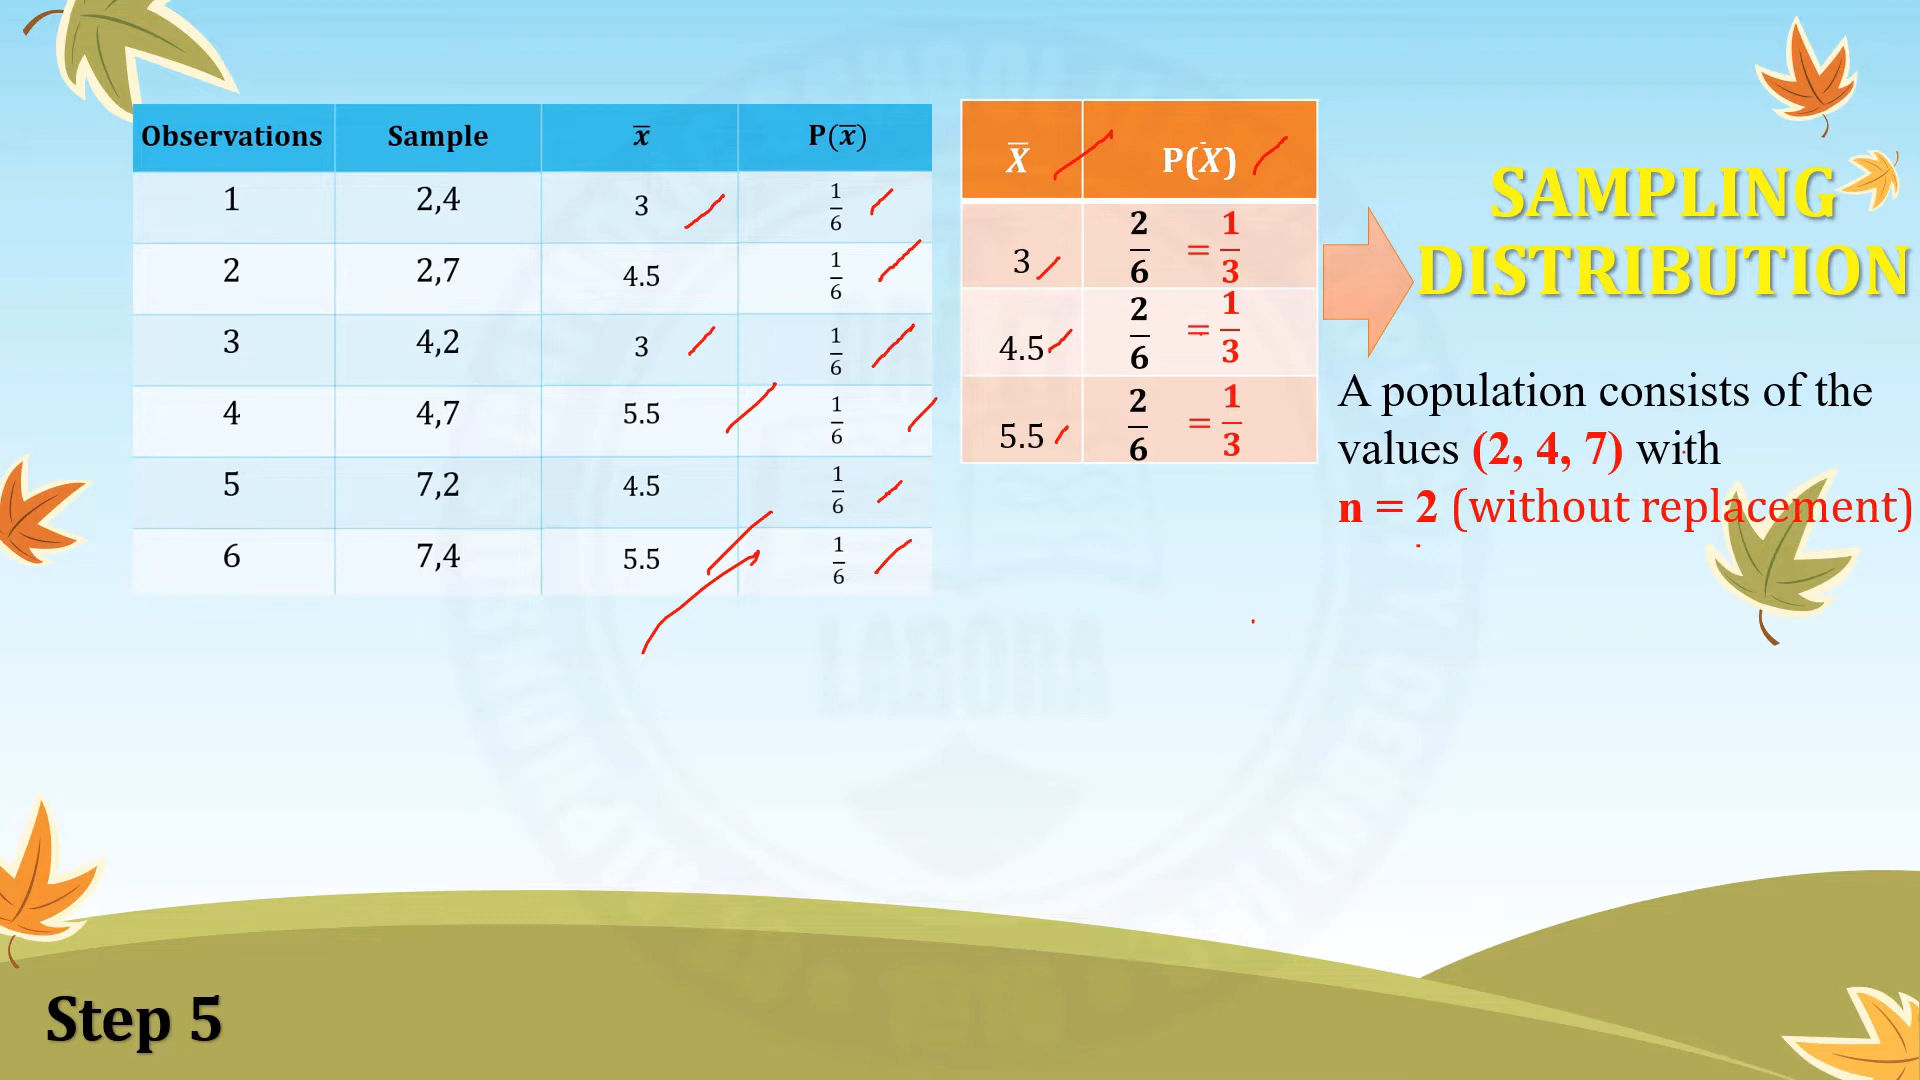 Observations Sample x̅ P(x̅)
1 2,4 3 1/6
2 2,7 4.5 1/6
3 4,2 3 1/6
4 4,7 5.5 1/6
5 7,2 4.5 1/6
6 7,4 5.5 1/6
X̅ P(X̅)
3 2/6 = 1/3
4.5 2/6 = 1/3
5.5 2/6 = 1/3
SAMPLING
DISTRIBUTION
A population consists of the
values (2, 4, 7) with
n = 2 (without replacement)
LAHORA
Step 5